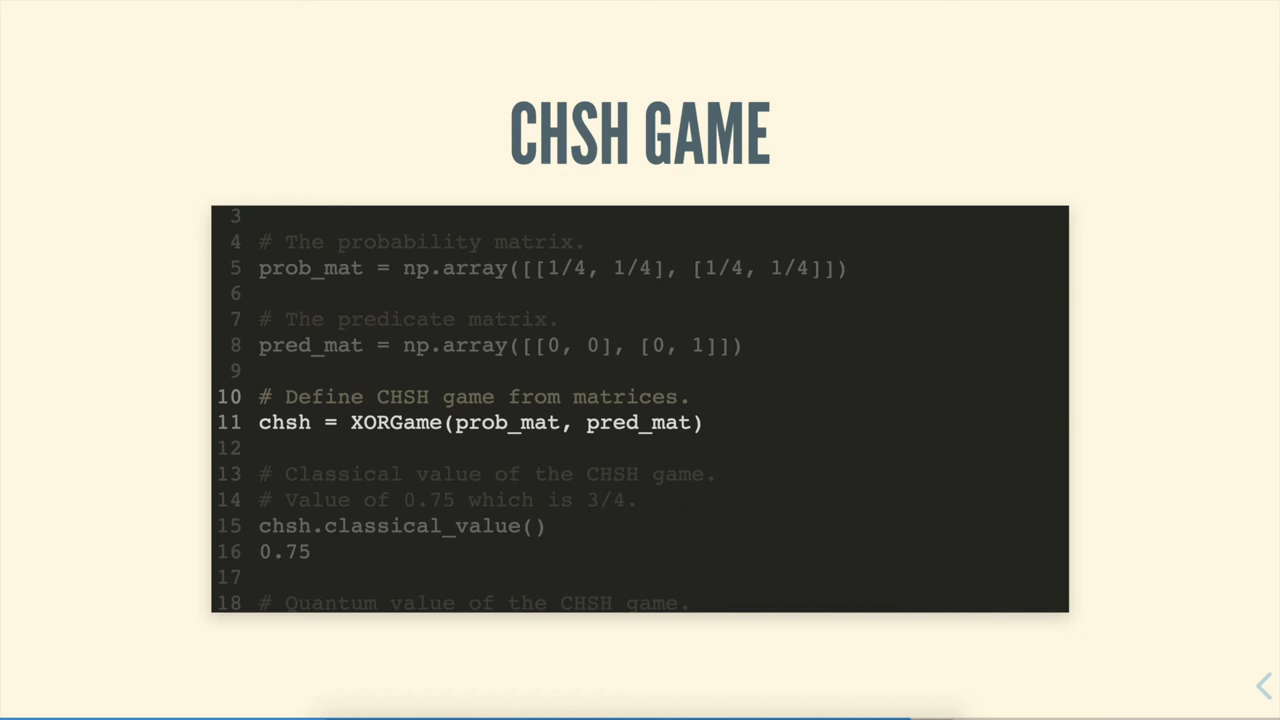 CHSH GAME
3
4 # The probability matrix.
5 prob_mat = np.array([[1/4, 1/4], [1/4, 1/4]])
6
7 # The predicate matrix.
8 pred_mat = np.array([[0, 0], [0, 1]])
9
10 # Define CHSH game from matrices.
11 chsh = XORGame(prob_mat, pred_mat)
12
13 # Classical value of the CHSH game.
14 # Value of 0.75 which is 3/4.
15 chsh.classical_value()
16 0.75
17
18 # Quantum value of the CHSH game.